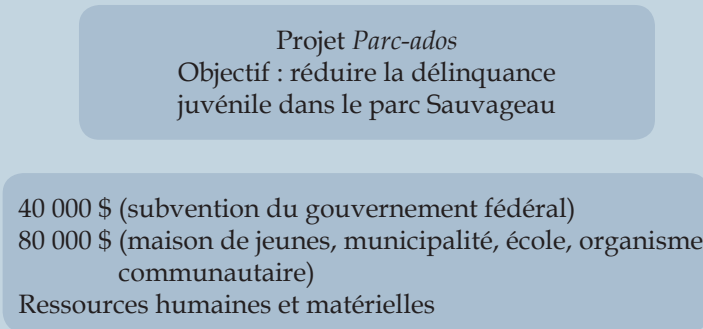 Projet Parc-ados
Objectif : réduire la délinquance
juvénile dans le parc Sauvageau
40 000 $ (subvention du gouvernement fédéral)
80 000 $ (maison de jeunes, municipalité, école, organisme
communautaire)
Ressources humaines et matérielles